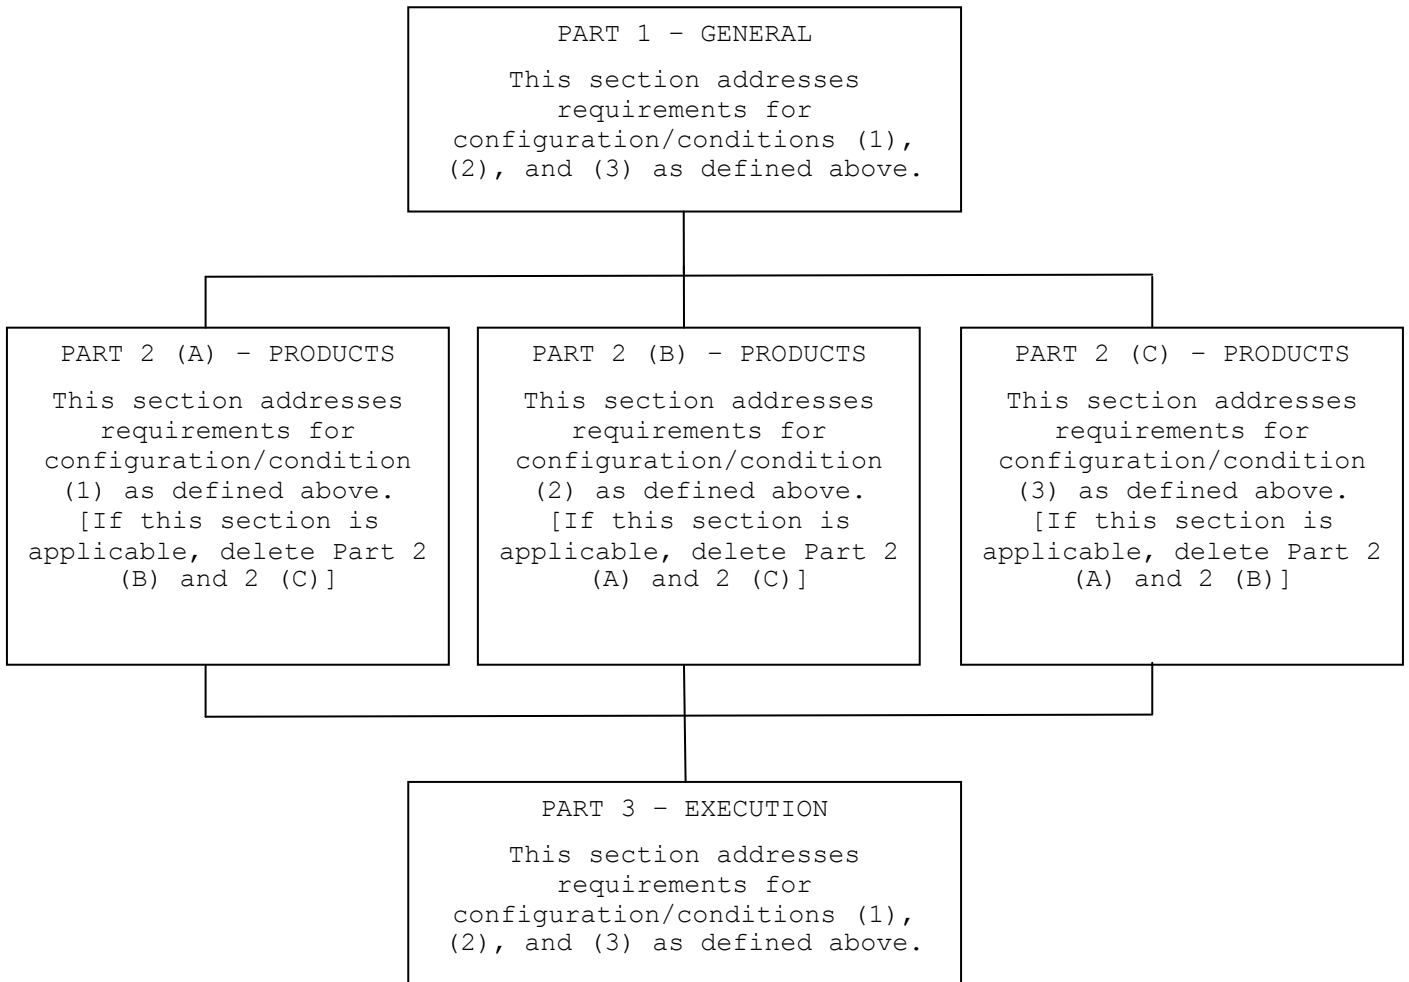 PART 1 – GENERAL
This section addresses
requirements for
configuration/conditions (1),
(2), and (3) as defined above.
PART 2 (A) – PRODUCTS
This section addresses
requirements for
configuration/condition
(1) as defined above.
[If this section is
applicable, delete Part 2
(B) and 2 (C)]
PART 2 (B) – PRODUCTS
This section addresses
requirements for
configuration/condition
(2) as defined above.
[If this section is
applicable, delete Part 2
(A) and 2 (C)]
PART 2 (C) – PRODUCTS
This section addresses
requirements for
configuration/condition
(3) as defined above.
[If this section is
applicable, delete Part 2
(A) and 2 (B)]
PART 3 – EXECUTION
This section addresses
requirements for
configuration/conditions (1),
(2), and (3) as defined above.